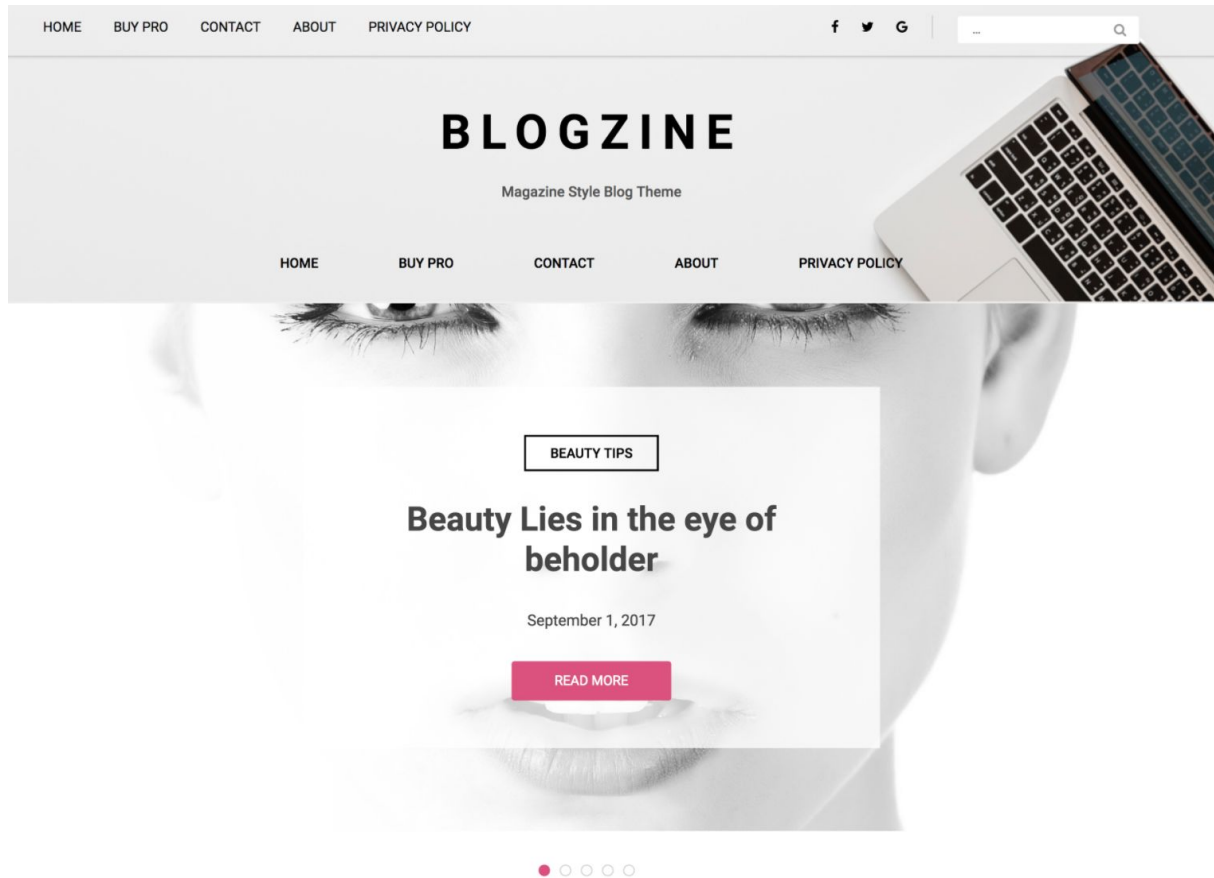 HOME BUY PRO CONTACT ABOUT PRIVACY POLICY
...
BLOGZINE
Magazine Style Blog Theme
HOME BUY PRO CONTACT ABOUT PRIVACY POLICY
BEAUTY TIPS
Beauty Lies in the eye of
beholder
September 1, 2017
READ MORE